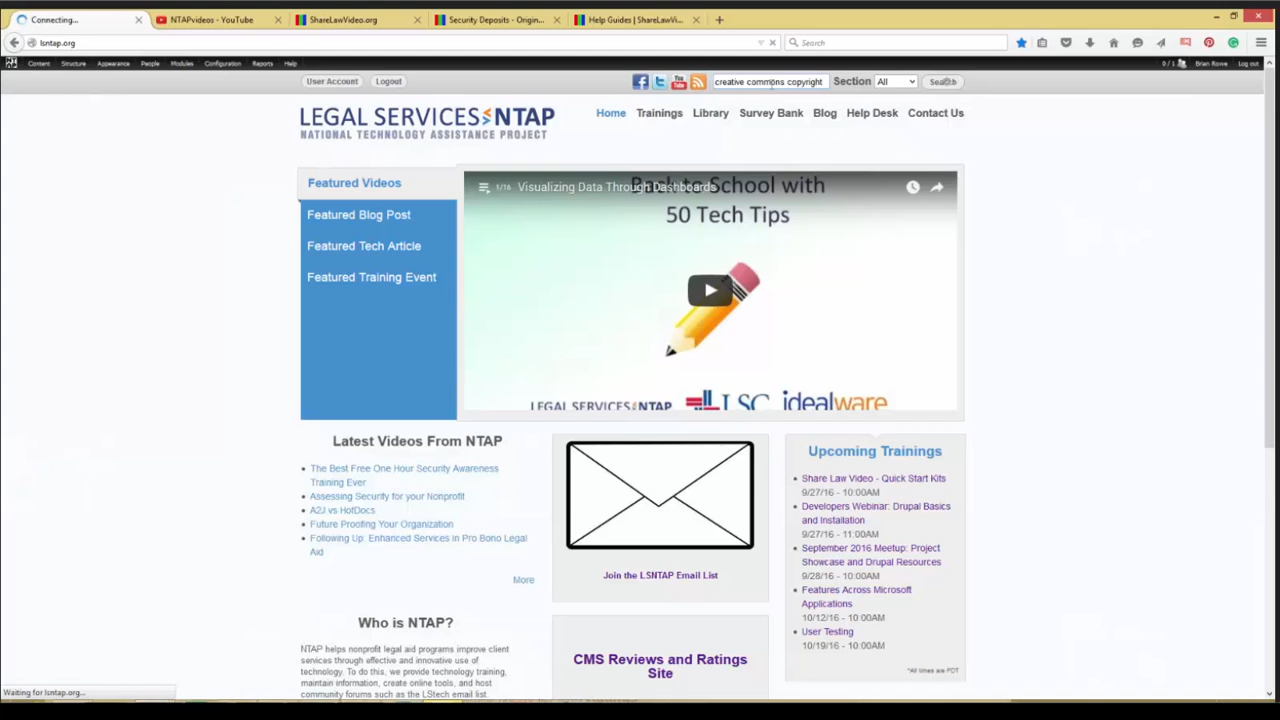 Connecting...
NTAPvideos - YouTube
ShareLawVideo.org
Security Deposits - Origin...
Help Guides | ShareLawVi...
lsntap.org
Search
Content Structure Appearance People Modules Configuration Reports Help
0 / 1 Brian Rowe Log out
User Account Logout
creative commons copyright Section All Search
LEGAL SERVICES NTAP
NATIONAL TECHNOLOGY ASSISTANCE PROJECT
Home Trainings Library Survey Bank Blog Help Desk Contact Us
Featured Videos
Featured Blog Post
Featured Tech Article
Featured Training Event
1/16 Visualizing Data Through Dashboards
Back to School with
50 Tech Tips
LEGAL SERVICES NTAP LSC idealware
Latest Videos From NTAP
The Best Free One Hour Security Awareness
Training Ever
Assessing Security for your Nonprofit
A2J vs HotDocs
Future Proofing Your Organization
Following Up: Enhanced Services in Pro Bono Legal
Aid
More
Join the LSNTAP Email List
Upcoming Trainings
Share Law Video - Quick Start Kits
9/27/16 - 10:00AM
Developers Webinar: Drupal Basics
and Installation
9/27/16 - 11:00AM
September 2016 Meetup: Project
Showcase and Drupal Resources
9/28/16 - 10:00AM
Features Across Microsoft
Applications
10/12/16 - 10:00AM
User Testing
10/19/16 - 10:00AM
*All times are PDT
Who is NTAP?
NTAP helps nonprofit legal aid programs improve client
services through effective and innovative use of
technology. To do this, we provide technology training,
maintain information, create online tools, and host
community forums such as the LStech email list
CMS Reviews and Ratings
Site
Waiting for lsntap.org...